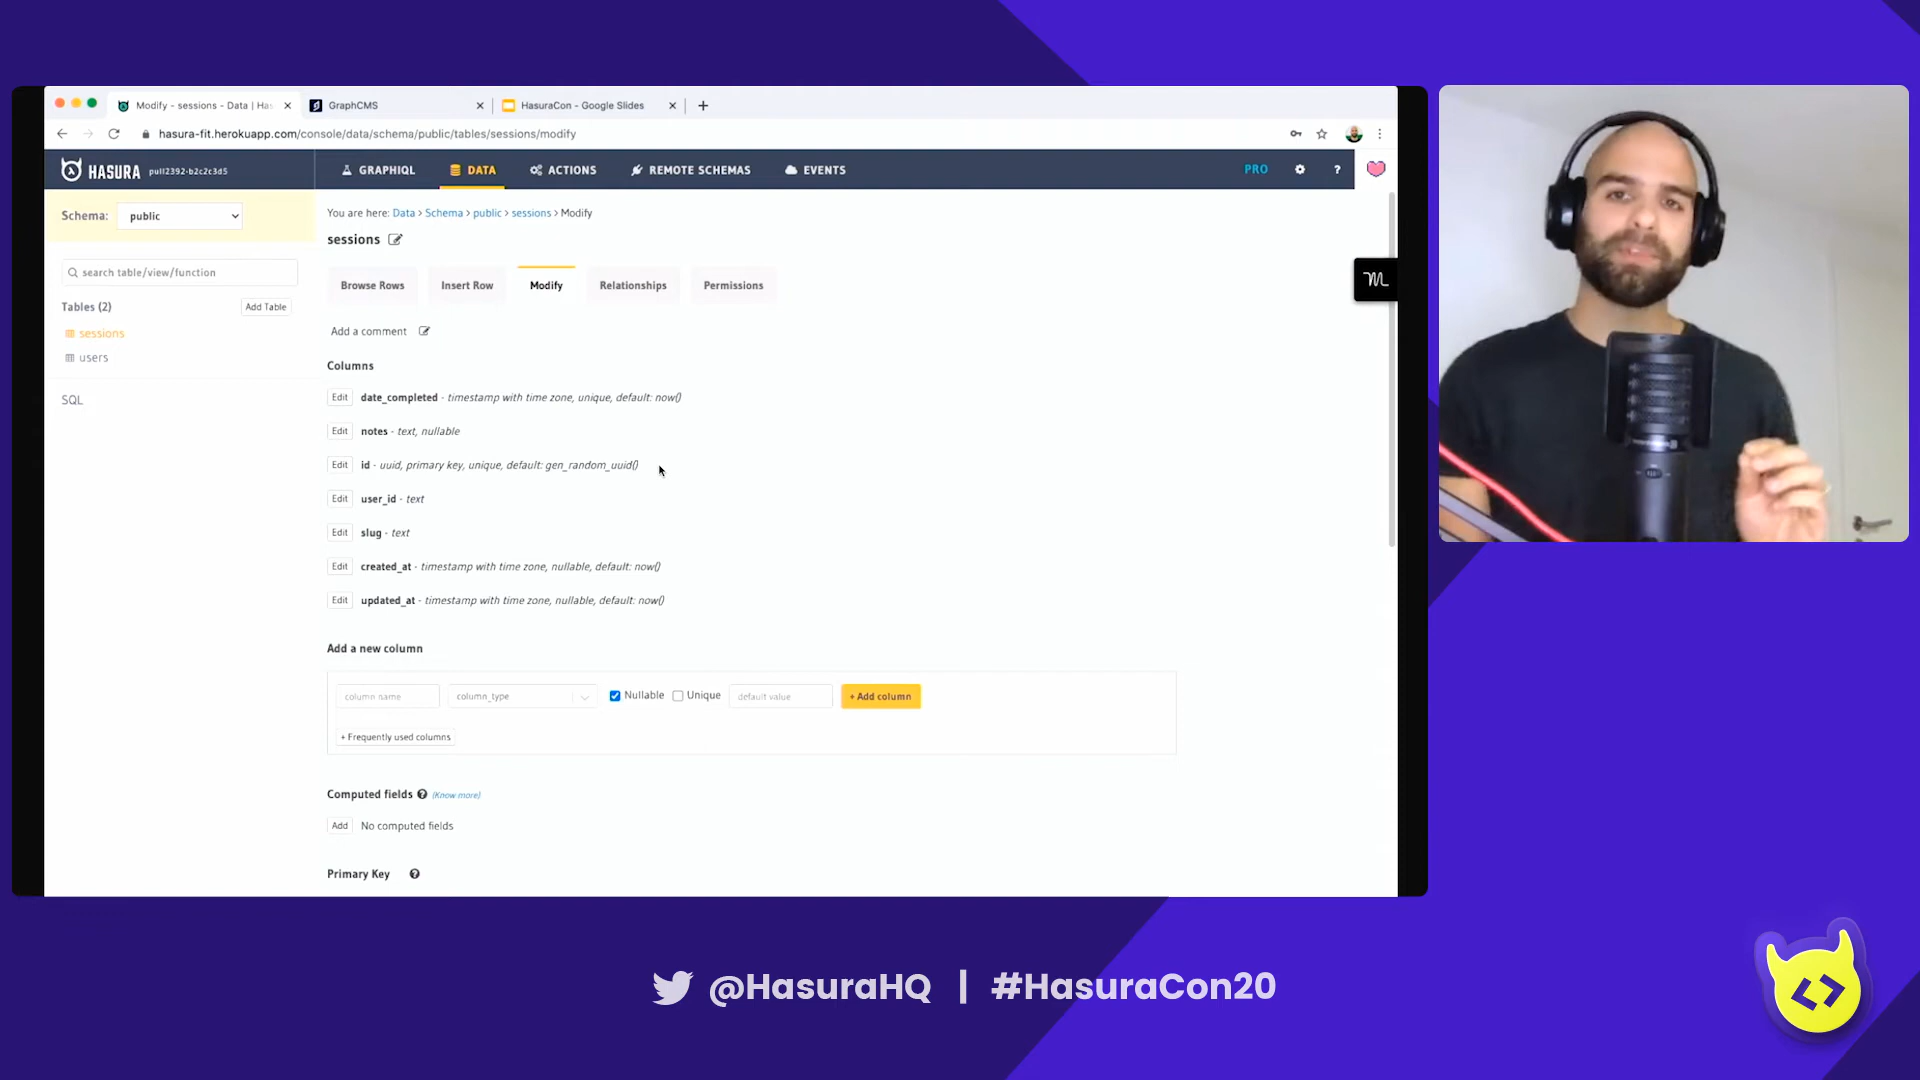 Modify - sessions - Data | Has
GraphCMS
HasuraCon - Google Slides
hasura-fit.herokuapp.com/console/data/schema/public/tables/sessions/modify
HASURA pull2392-b2c2c3d5
GRAPHIQL
DATA
ACTIONS
REMOTE SCHEMAS
EVENTS
PRO
?
Schema: public
search table/view/function
Tables (2)
Add Table
sessions
users
SQL
You are here: Data > Schema > public > sessions > Modify
sessions
Browse Rows
Insert Row
Modify
Relationships
Permissions
Add a comment
Columns
Edit date_completed - timestamp with time zone, unique, default: now()
Edit notes - text, nullable
Edit id - uuid, primary key, unique, default: gen_random_uuid()
Edit user_id - text
Edit slug - text
Edit created_at - timestamp with time zone, nullable, default: now()
Edit updated_at - timestamp with time zone, nullable, default: now()
Add a new column
column name column_type Nullable Unique default value + Add column
+ Frequently used columns
Computed fields ? (Know more)
Add No computed fields
Primary Key ?
@HasuraHQ | #HasuraCon20